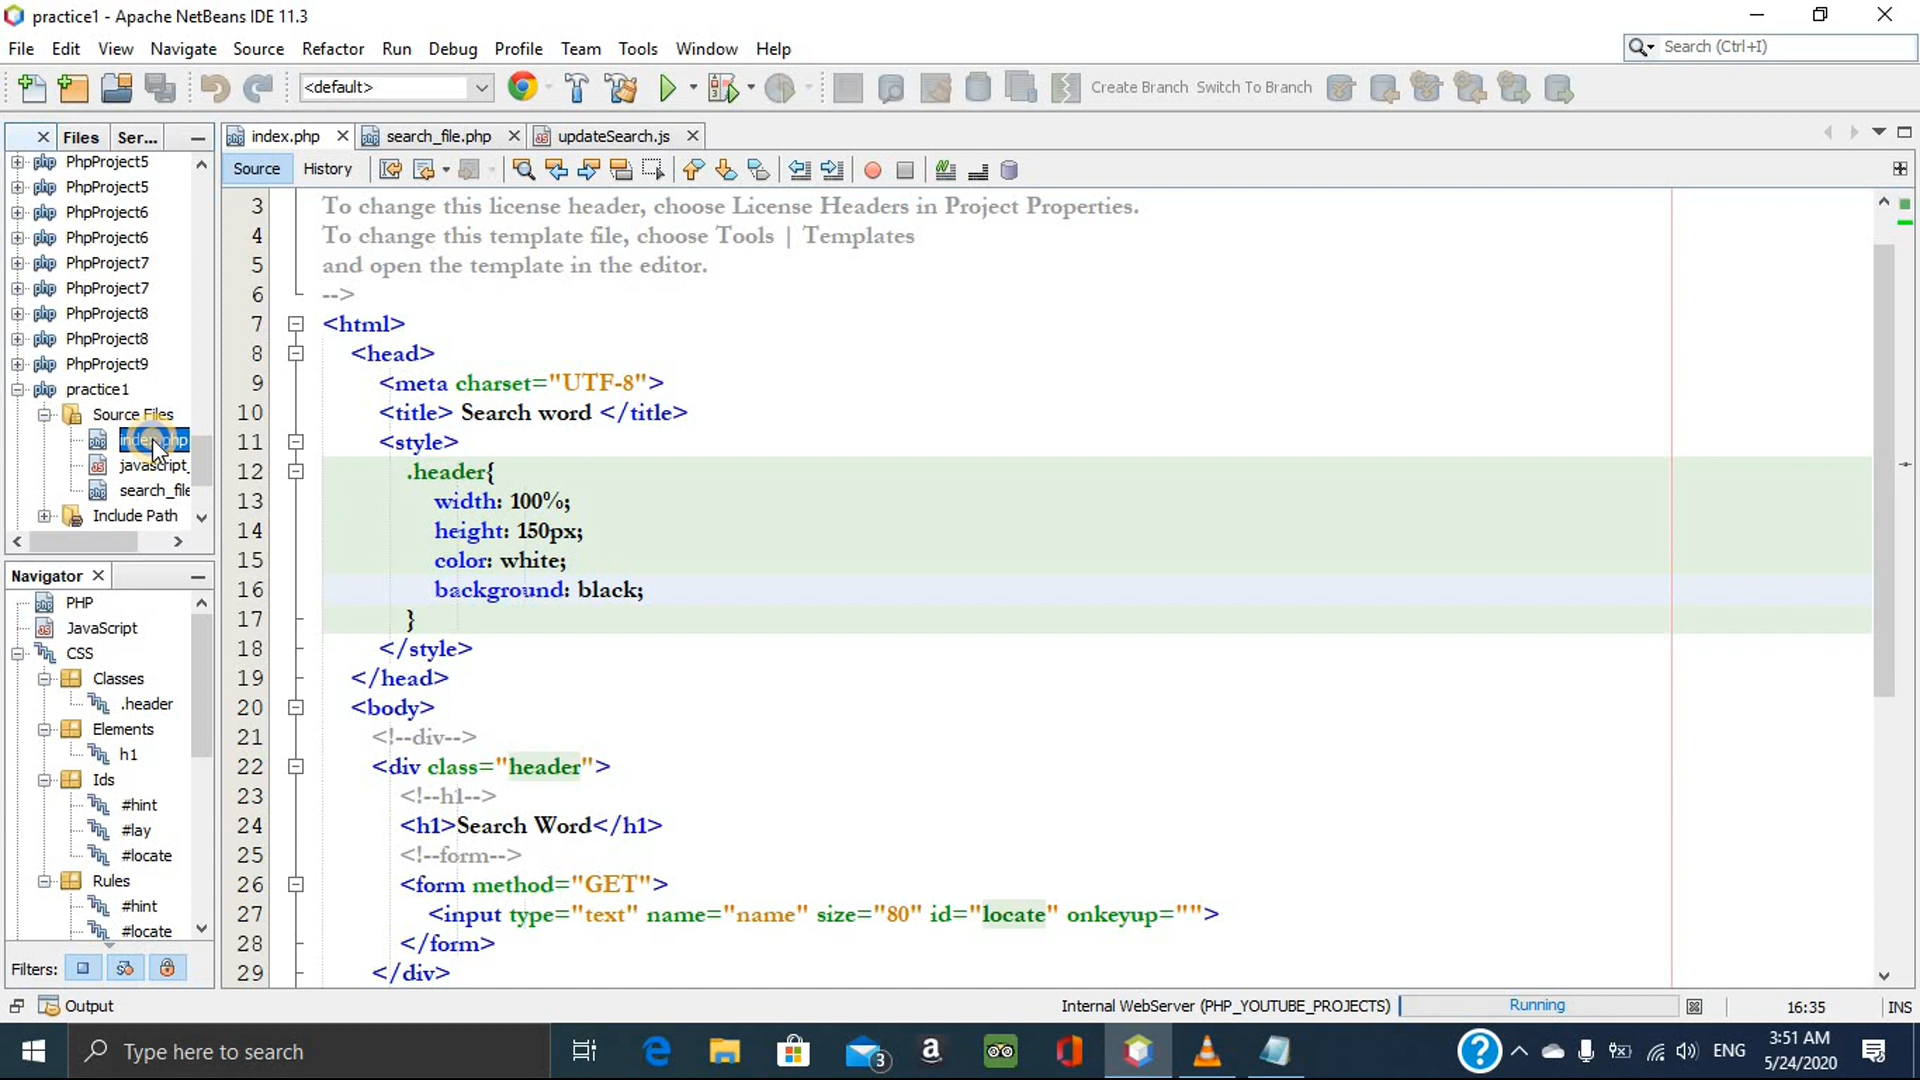 practice1 - Apache NetBeans IDE 11.3
File Edit View Navigate Source Refactor Run Debug Profile Team Tools Window Help
Search (Ctrl+I)
<default>
Create Branch Switch To Branch
Files Ser...
index.php search_file.php updateSearch.js
Source History
PhpProject5
PhpProject5
PhpProject6
PhpProject6
PhpProject7
PhpProject7
PhpProject8
PhpProject8
PhpProject9
practice1
Source Files
index.php
javascript_
search_file
Include Path
Navigator
PHP
JavaScript
CSS
Classes
.header
Elements
h1
Ids
#hint
#lay
#locate
Rules
#hint
#locate
Filters:
3 To change this license header, choose License Headers in Project Properties.
4 To change this template file, choose Tools | Templates
5 and open the template in the editor.
6 -->
7 <html>
8 <head>
9 <meta charset="UTF-8">
10 <title> Search word </title>
11 <style>
12 .header{
13 width: 100%;
14 height: 150px;
15 color: white;
16 background: black;
17 }
18 </style>
19 </head>
20 <body>
21 <!--div-->
22 <div class="header">
23 <!--h1-->
24 <h1>Search Word</h1>
25 <!--form-->
26 <form method="GET">
27 <input type="text" name="name" size="80" id="locate" onkeyup="">
28 </form>
29 </div>
Output
Internal WebServer (PHP_YOUTUBE_PROJECTS) Running 16:35 INS
Type here to search
3
ENG
3:51 AM
5/24/2020